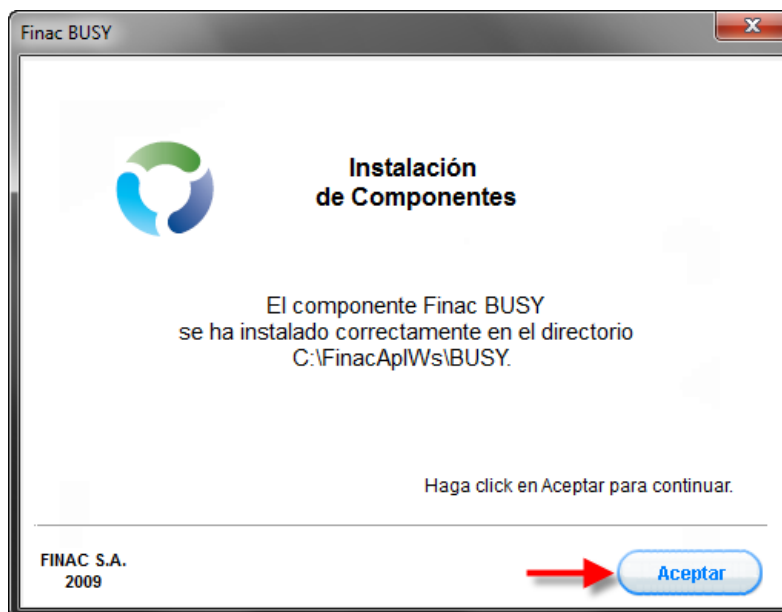 Finac BUSY
Instalación
de Componentes
El componente Finac BUSY
se ha instalado correctamente en el directorio
C:\FinacAplWs\BUSY.
Haga click en Aceptar para continuar.
FINAC S.A.
2009
Aceptar